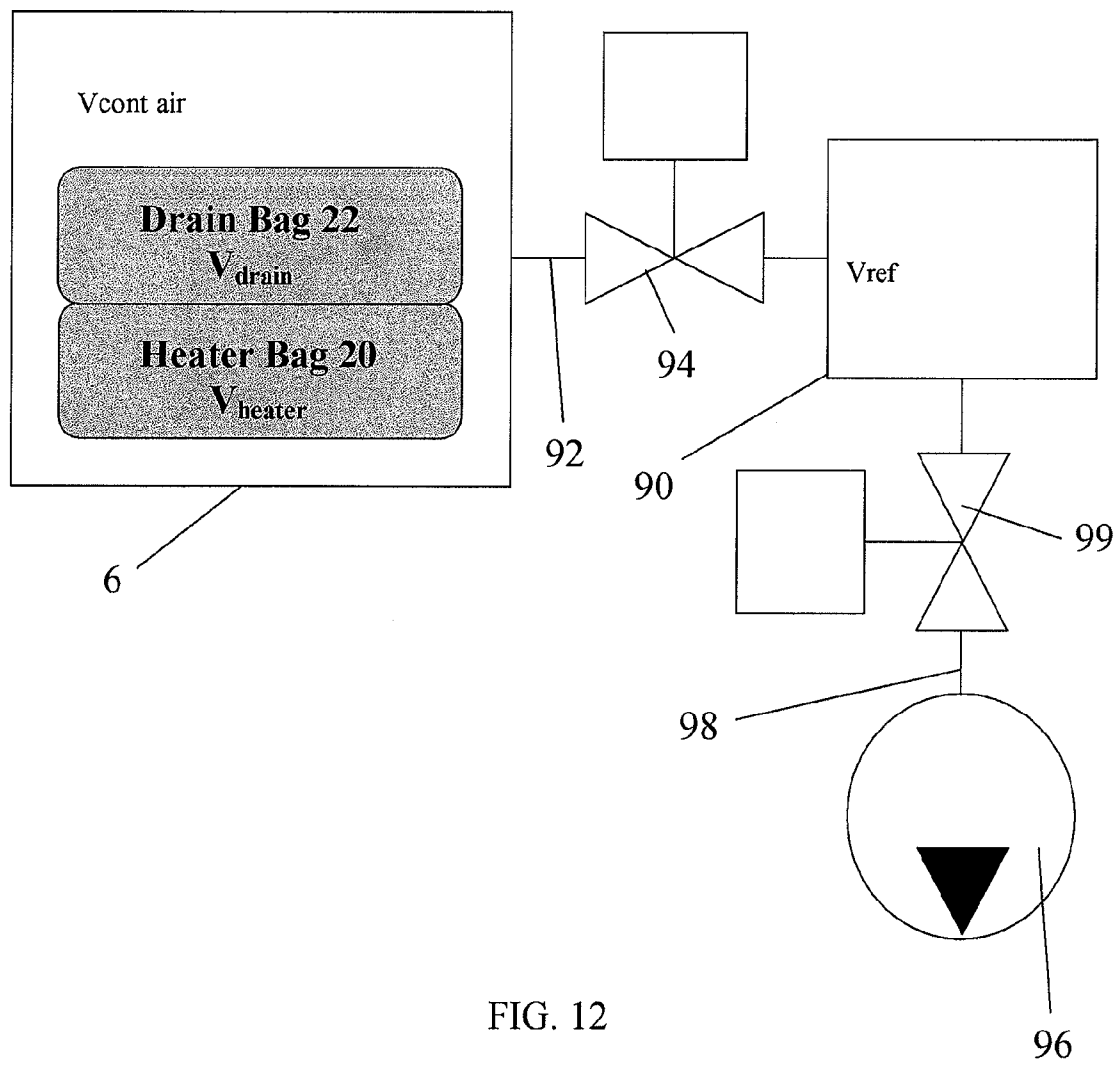 Vcont air
Drain Bag 22
Vdrain
Heater Bag 20
Vheater
Vref
94
92
90
99
6
98
96
FIG. 12